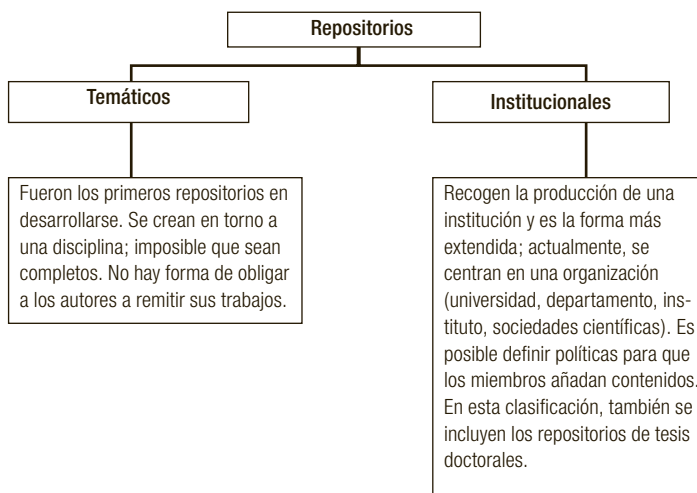 Repositorios
Temáticos
Fueron los primeros repositorios en
desarrollarse. Se crean en torno a
una disciplina; imposible que sean
completos. No hay forma de obligar
a los autores a remitir sus trabajos.
Institucionales
Recogen la producción de una
institución y es la forma más
extendida; actualmente, se
centran en una organización
(universidad, departamento, ins-
tituto, sociedades científicas). Es
posible definir políticas para que
los miembros añadan contenidos.
En esta clasificación, también se
incluyen los repositorios de tesis
doctorales.